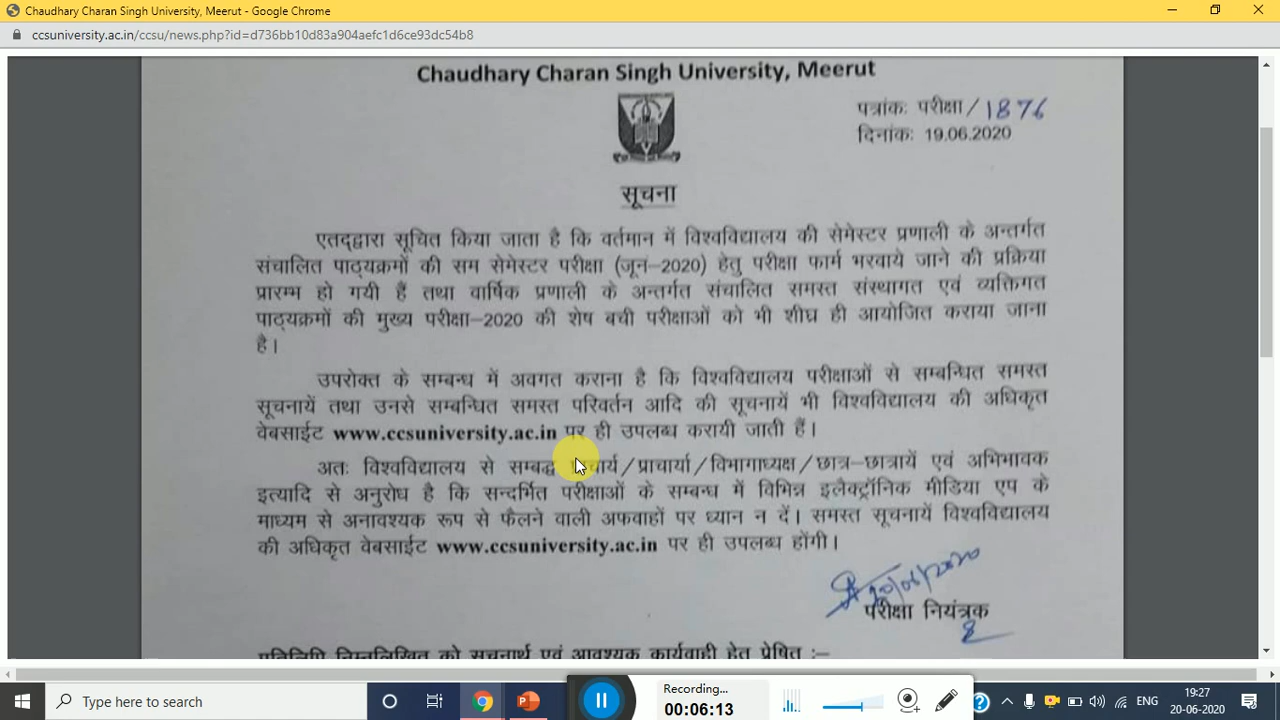 Chaudhary Charan Singh University, Meerut - Google Chrome
ccsuniversity.ac.in/ccsu/news.php?id=d736bb10d83a904aefc1d6ce93dc54b8
Chaudhary Charan Singh University, Meerut
पत्रांकः परीक्षा/1876
दिनांकः 19.06.2020
सूचना
एतद्द्वारा सूचित किया जाता है कि वर्तमान में विश्वविद्यालय की सेमेस्टर प्रणाली के अन्तर्गत
संचालित पाठ्यक्रमों की सम सेमेस्टर परीक्षा (जून–2020) हेतु परीक्षा फार्म भरवाये जाने की प्रक्रिया
प्रारम्भ हो गयी हैं तथा वार्षिक प्रणाली के अन्तर्गत संचालित समस्त संस्थागत एवं व्यक्तिगत
पाठ्यक्रमों की मुख्य परीक्षा–2020 की शेष बची परीक्षाओं को भी शीघ्र ही आयोजित कराया जाना
है।
उपरोक्त के सम्बन्ध में अवगत कराना है कि विश्वविद्यालय परीक्षाओं से सम्बन्धित समस्त
सूचनायें तथा उनसे सम्बन्धित समस्त परिवर्तन आदि की सूचनायें भी विश्वविद्यालय की अधिकृत
वेबसाईट www.ccsuniversity.ac.in पर ही उपलब्ध करायी जाती हैं।
अतः विश्वविद्यालय से सम्बद्ध प्राचार्य/प्राचार्या/विभागाध्यक्ष/छात्र–छात्रायें एवं अभिभावक
इत्यादि से अनुरोध है कि सन्दर्भित परीक्षाओं के सम्बन्ध में विभिन्न इलैक्ट्रॉनिक मीडिया एप के
माध्यम से अनावश्यक रूप से फैलने वाली अफवाहों पर ध्यान न दें। समस्त सूचनायें विश्वविद्यालय
की अधिकृत वेबसाईट www.ccsuniversity.ac.in पर ही उपलब्ध होंगी।
परीक्षा नियंत्रक
प्रतिलिपि निम्नलिखित को सूचनार्थ एवं आवश्यक कार्यवाही हेतु प्रेषित :–
Type here to search
Recording...
00:06:13
ENG
19:27
20-06-2020